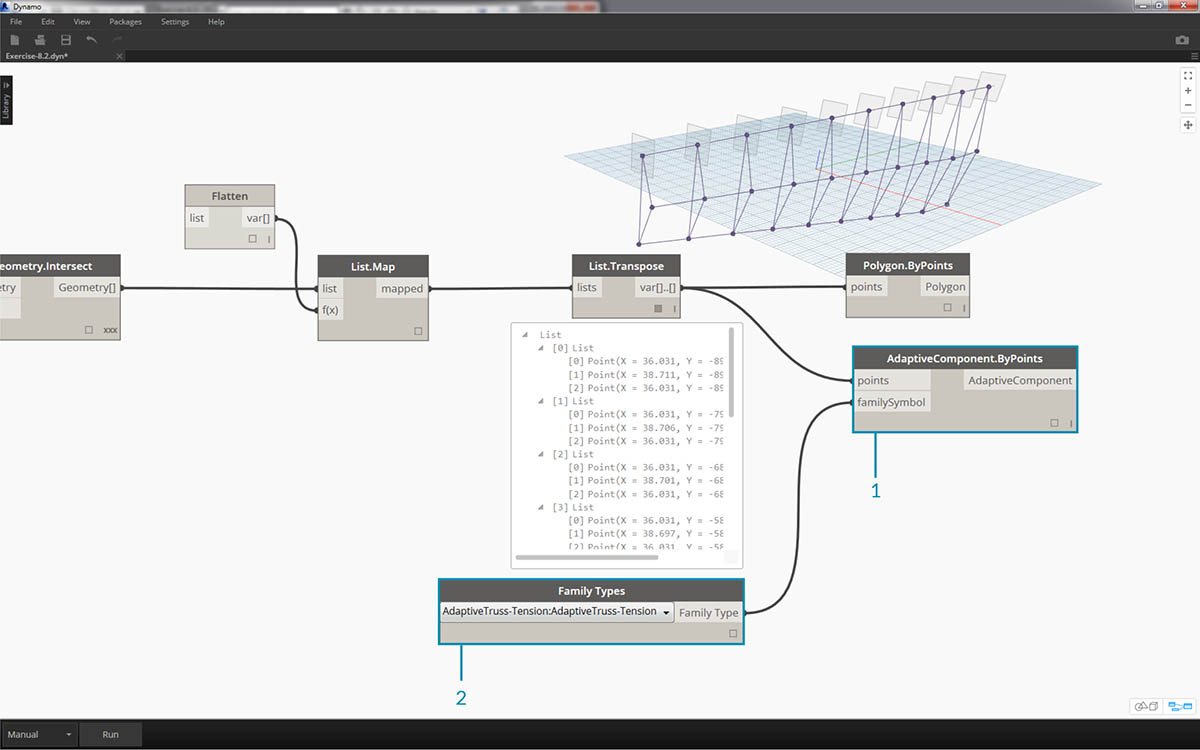 Dynamo
File Edit View Packages Settings Help
Exercise-8.2.dyn*
Library
Flatten
list var[]
eometry.Intersect
etry Geometry[]
xxx
List.Map
list mapped
f(x)
List.Transpose
lists var[]..[]
Polygon.ByPoints
points Polygon
List
[0] List
[0] Point(X = 36.031, Y = -89
[1] Point(X = 38.711, Y = -89
[2] Point(X = 36.031, Y = -89
[1] List
[0] Point(X = 36.031, Y = -79
[1] Point(X = 38.706, Y = -79
[2] Point(X = 36.031, Y = -79
[2] List
[0] Point(X = 36.031, Y = -68
[1] Point(X = 38.701, Y = -68
[2] Point(X = 36.031, Y = -68
[3] List
[0] Point(X = 36.031, Y = -58
[1] Point(X = 38.697, Y = -58
[2] Point(X = 36.031, Y = -58
AdaptiveComponent.ByPoints
points AdaptiveComponent
familySymbol
1
Family Types
AdaptiveTruss-Tension:AdaptiveTruss-Tension Family Type
2
Manual Run